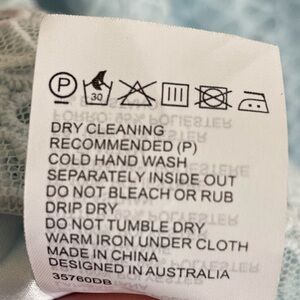 P
30
DRY CLEANING
RECOMMENDED (P)
COLD HAND WASH
SEPARATELY INSIDE OUT
DO NOT BLEACH OR RUB
DRIP DRY
DO NOT TUMBLE DRY
WARM IRON UNDER CLOTH
MADE IN CHINA
DESIGNED IN AUSTRALIA
35760DB